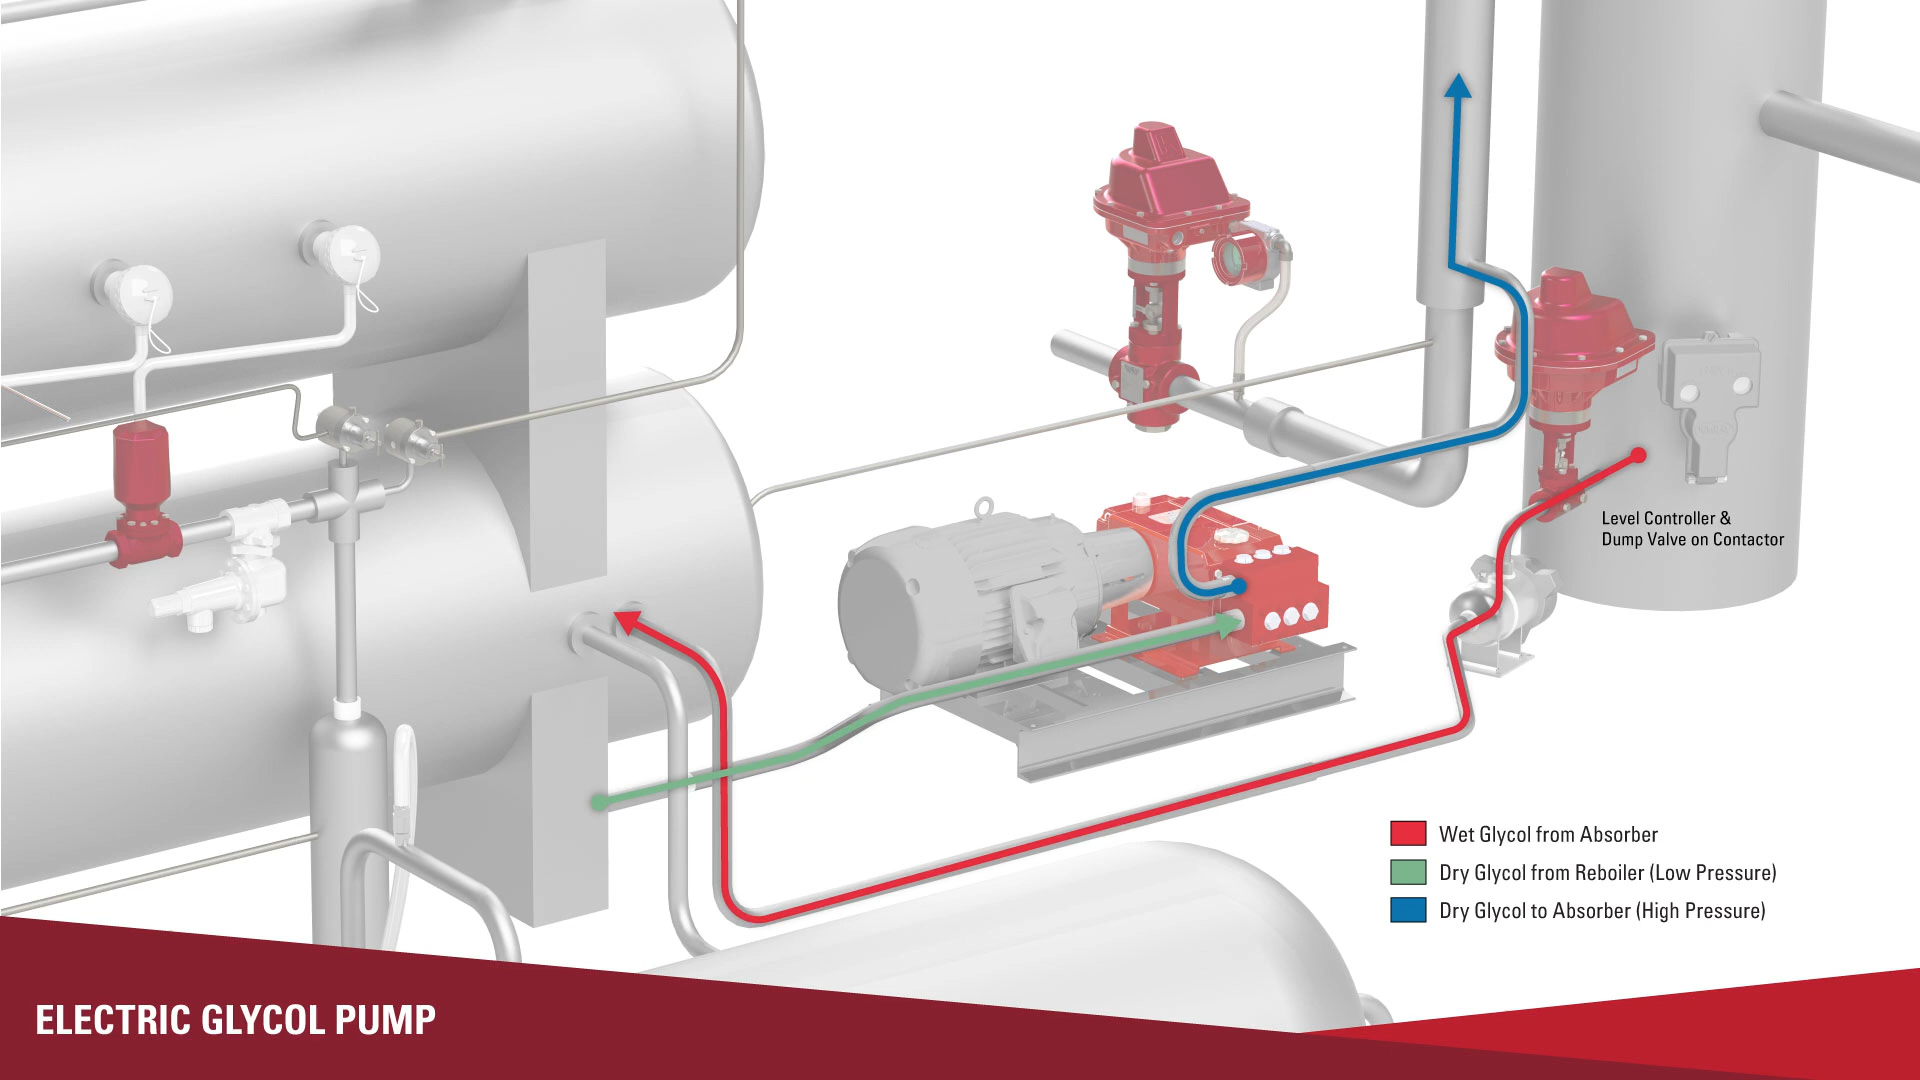 Level Controller &
Dump Valve on Contactor
Wet Glycol from Absorber
Dry Glycol from Reboiler (Low Pressure)
Dry Glycol to Absorber (High Pressure)
ELECTRIC GLYCOL PUMP